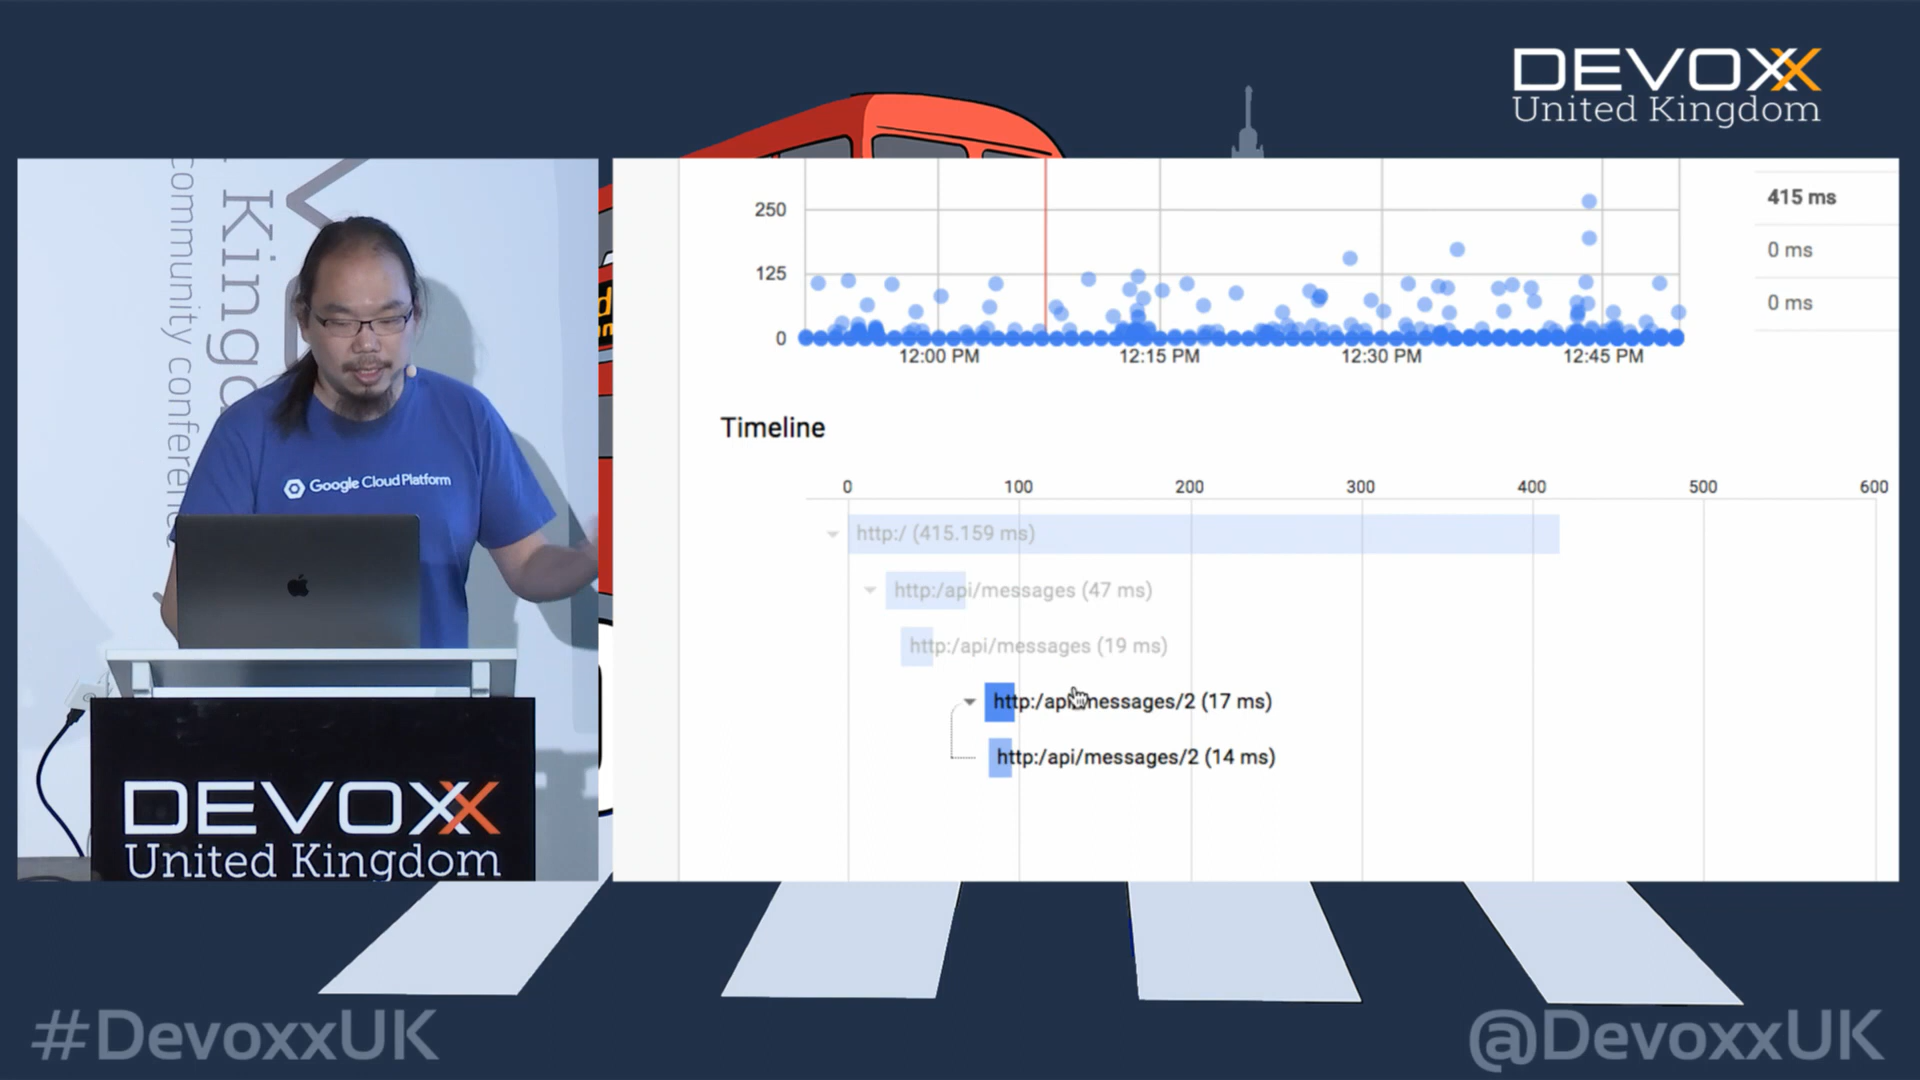 DEVOXX
United Kingdom
Kingd
community conference
Google Cloud Platform
DEVOXX
United Kingdom
250
125
0
12:00 PM
12:15 PM
12:30 PM
12:45 PM
415 ms
0 ms
0 ms
Timeline
0
100
200
300
400
500
600
http:/ (415.159 ms)
http:/api/messages (47 ms)
http:/api/messages (19 ms)
http:/api/messages/2 (17 ms)
http:/api/messages/2 (14 ms)
#DevoxxUK
@DevoxxUK